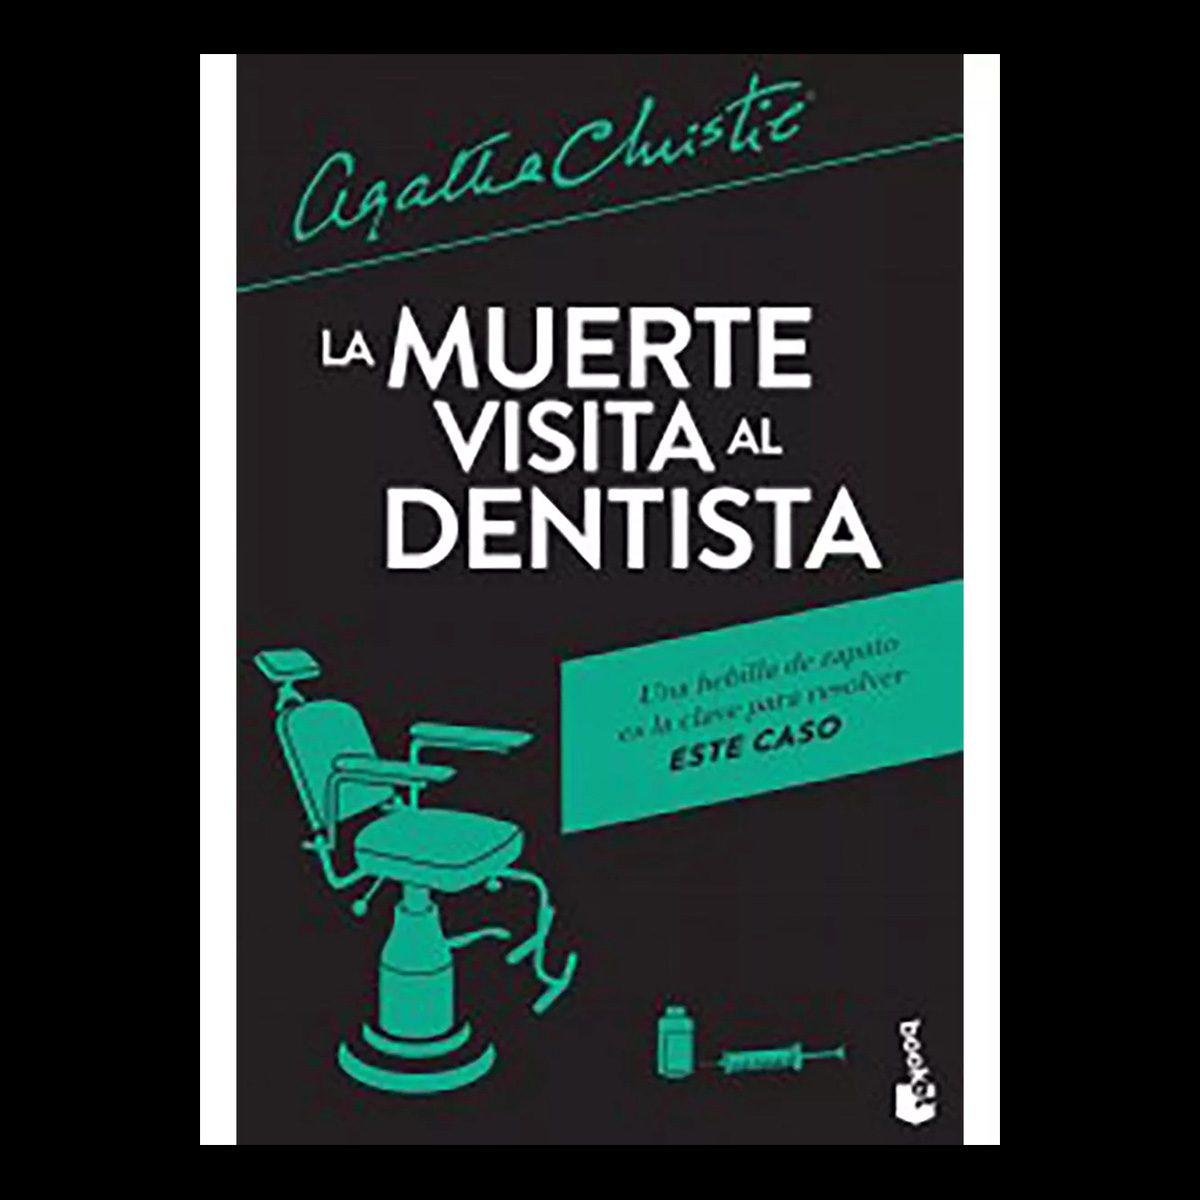 Agatha Christie
LA MUERTE
VISITA AL
DENTISTA
Una hebilla de zapato
es la clave para resolver
ESTE CASO
booket